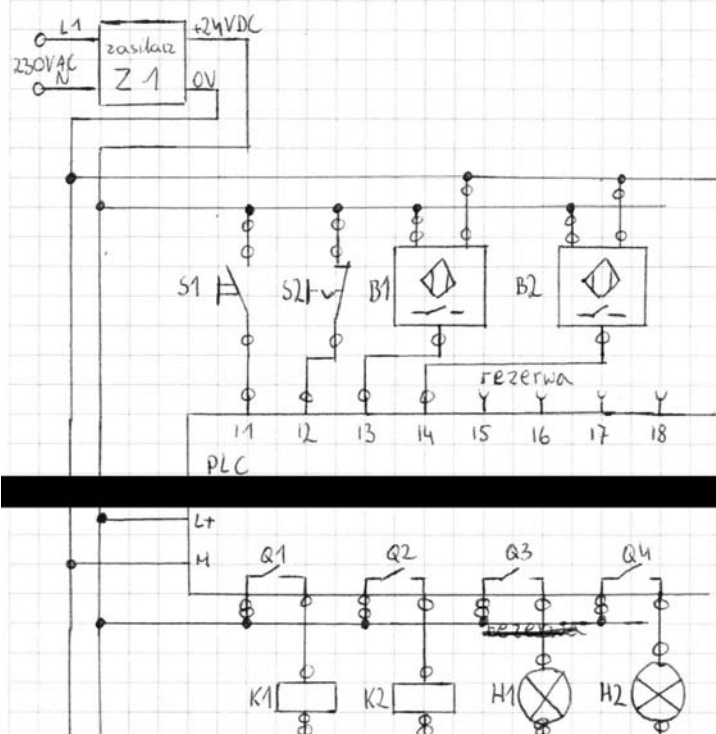 L1 +24VDC
zasilacz
230VAC
N Z1 0V
S1 S2 B1 B2
rezerwa
I1 I2 I3 I4 I5 I6 I7 I8
PLC
L+
M Q1 Q2 Q3 Q4
rezerwa
K1 K2 H1 H2